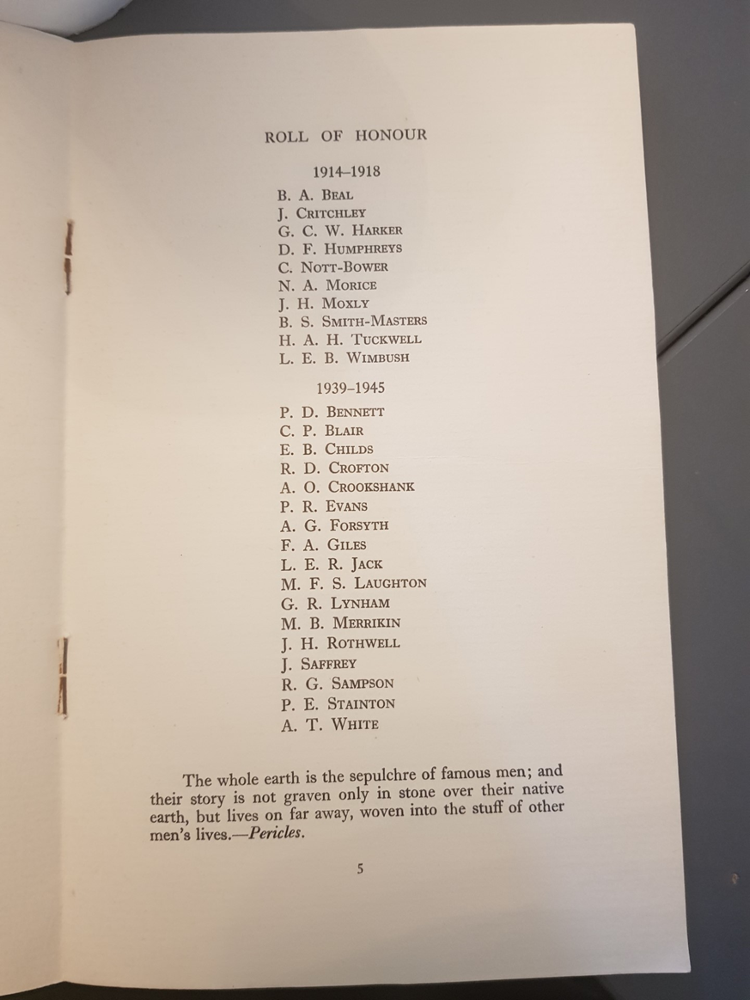 ROLL OF HONOUR
1914–1918
B. A. BEAL
J. CRITCHLEY
G. C. W. HARKER
D. F. HUMPHREYS
C. NOTT-BOWER
N. A. MORICE
J. H. MOXLY
B. S. SMITH-MASTERS
H. A. H. TUCKWELL
L. E. B. WIMBUSH
1939–1945
P. D. BENNETT
C. P. BLAIR
E. B. CHILDS
R. D. CROFTON
A. O. CROOKSHANK
P. R. EVANS
A. G. FORSYTH
F. A. GILES
L. E. R. JACK
M. F. S. LAUGHTON
G. R. LYNHAM
M. B. MERRIKIN
J. H. ROTHWELL
J. SAFFREY
R. G. SAMPSON
P. E. STAINTON
A. T. WHITE
The whole earth is the sepulchre of famous men; and
their story is not graven only in stone over their native
earth, but lives on far away, woven into the stuff of other
men's lives.—Pericles.
5